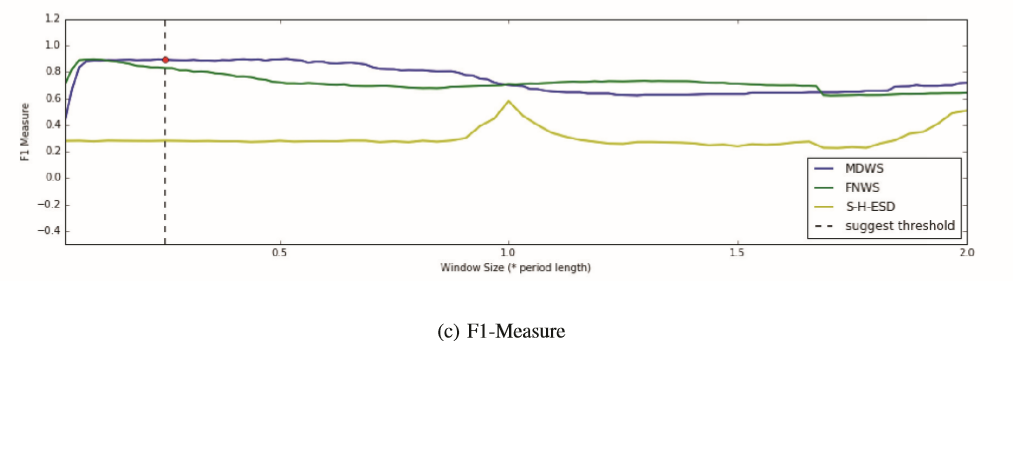 1.2
1.0
0.8
0.6
0.4
0.2
0.0
−0.2
−0.4
F1 Measure
MDWS
FNWS
S-H-ESD
suggest threshold
0.5 1.0 1.5 2.0
Window Size (* period length)
(c) F1-Measure